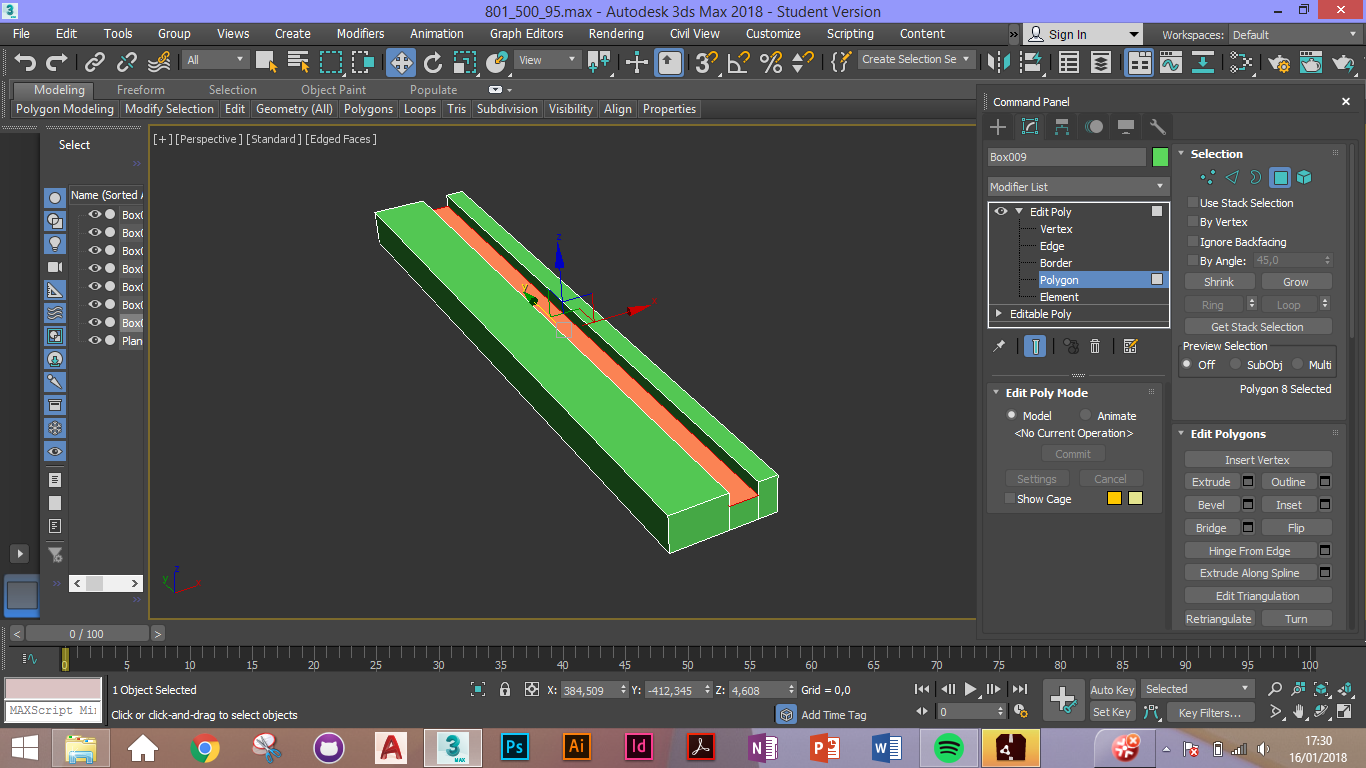 801_500_95.max - Autodesk 3ds Max 2018 - Student Version
File Edit Tools Group Views Create Modifiers Animation Graph Editors Rendering Civil View Customize Scripting Content » Sign In Workspaces: Default
All View Create Selection Se
Modeling Freeform Selection Object Paint Populate
Polygon Modeling Modify Selection Edit Geometry (All) Polygons Loops Tris Subdivision Visibility Align Properties
Select
Name (Sorted A
Box0
Box0
Box0
Box0
Box0
Box0
Box0
Plan
[+] [Perspective ] [Standard ] [Edged Faces ]
z
y
x
z
y
x
Command Panel
Box009
Modifier List
Edit Poly
Vertex
Edge
Border
Polygon
Element
Editable Poly
Edit Poly Mode
Model Animate
<No Current Operation>
Commit
Settings Cancel
Show Cage
Selection
Use Stack Selection
By Vertex
Ignore Backfacing
By Angle: 45,0
Shrink Grow
Ring Loop
Get Stack Selection
Preview Selection
Off SubObj Multi
Polygon 8 Selected
Edit Polygons
Insert Vertex
Extrude Outline
Bevel Inset
Bridge Flip
Hinge From Edge
Extrude Along Spline
Edit Triangulation
Retriangulate Turn
< 0 / 100 >
0 5 10 15 20 25 30 35 40 45 50 55 60 65 70 75 80 85 90 95 100
1 Object Selected X: 384,509 Y: -412,345 Z: 4,608 Grid = 0,0 Auto Key Selected
MAXScript Min Click or click-and-drag to select objects Add Time Tag 0 Set Key Key Filters...
17:30
16/01/2018